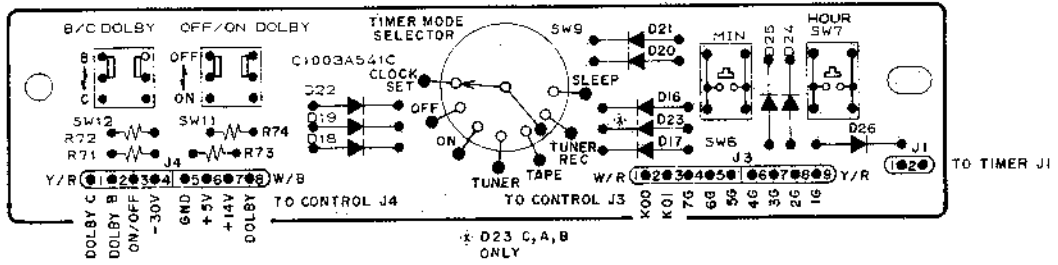 B/C DOLBY
OFF/ON DOLBY
TIMER MODE
SELECTOR
SW9
D21
D20
MIN
D25
D24
HOUR
SW7
B
C
OFF
ON
C1003A541C
CLOCK
SET
SLEEP
D22
D19
D18
OFF
ON
TUNER
TAPE
TUNER
REC
D16
※ D23
D17
SW6
D26
SW12
R72
R71
SW11
R74
R73
J4
Y/R 1 2 3 4 5 6 7 8 W/B
DOLBY C
DOLBY B
ON/OFF
-30V
GND
+5V
+14V
DOLBY
TO CONTROL J4
TO CONTROL J3
J3
W/R 1 2 3 4 5 6 7 8 9 Y/R
K00
K01
7G
6G
5G
4G
3G
2G
1G
J1
1 2
TO TIMER J1
※ D23 C,A,B
ONLY